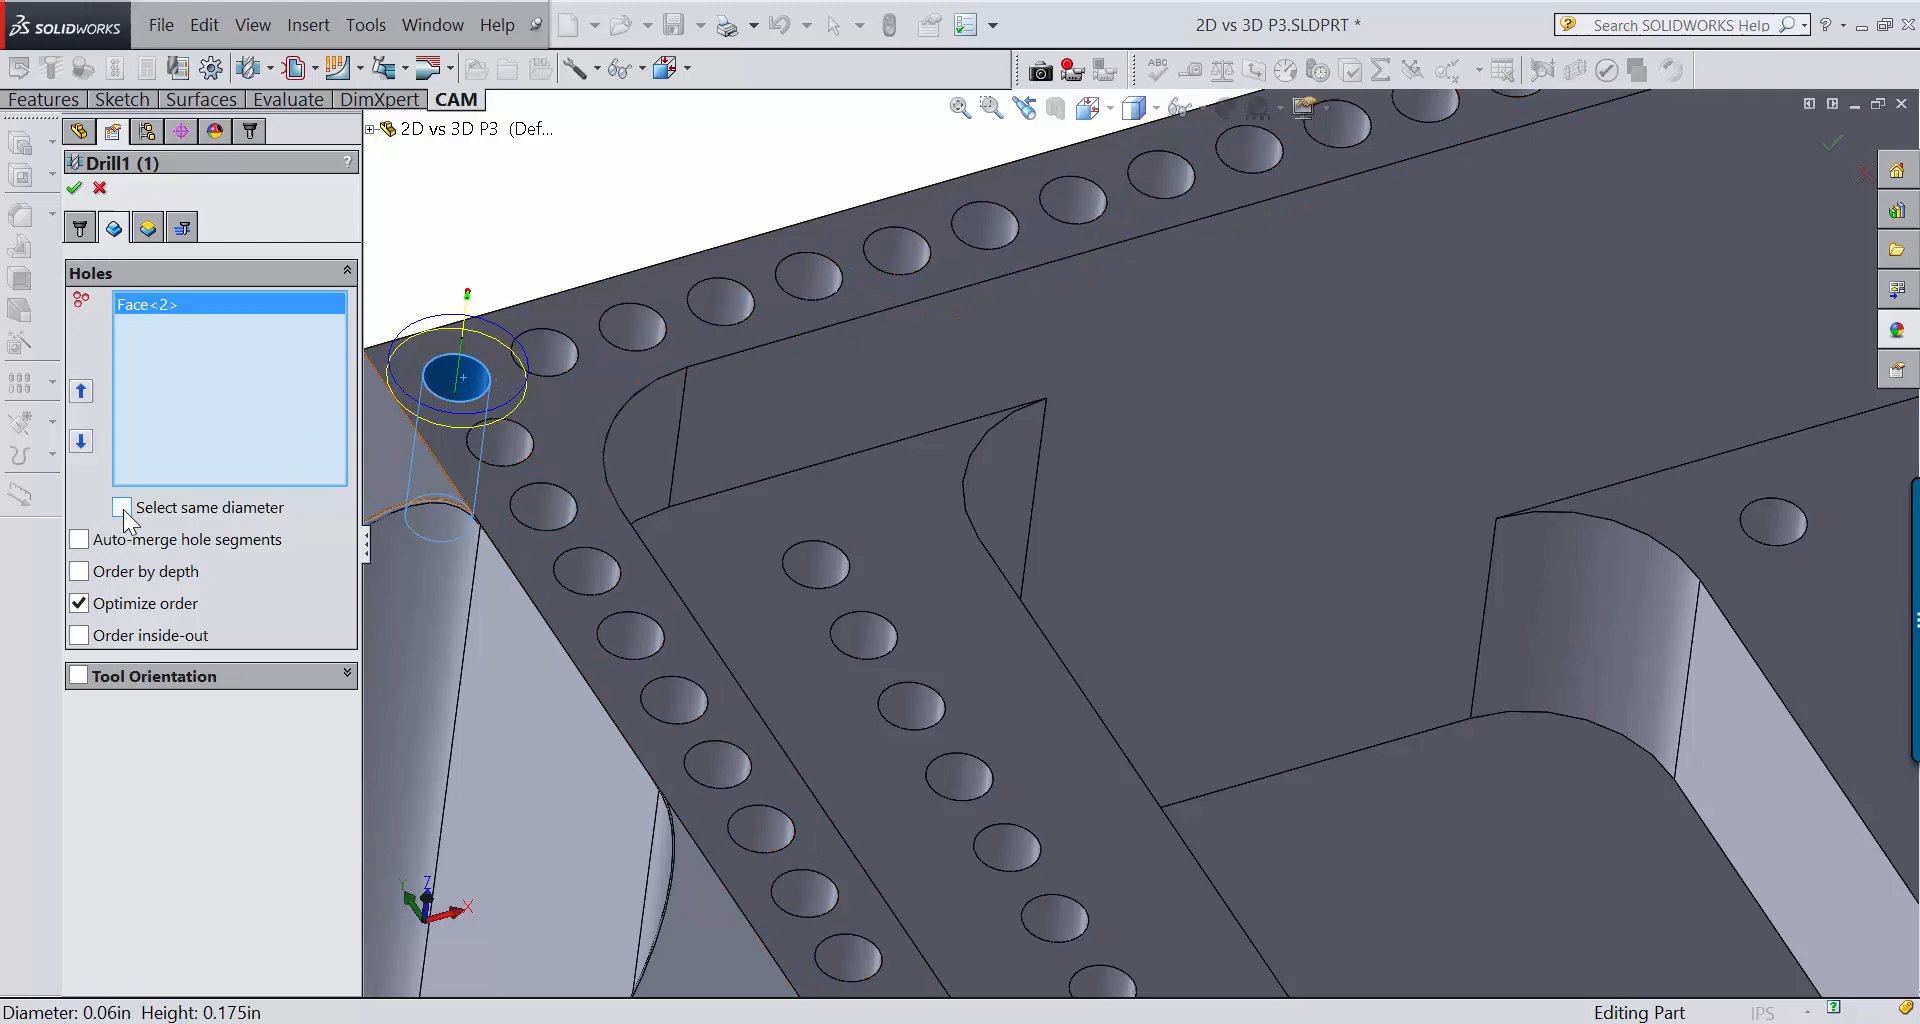 SOLIDWORKS File Edit View Insert Tools Window Help 2D vs 3D P3.SLDPRT * Search SOLIDWORKS Help
Features Sketch Surfaces Evaluate DimXpert CAM
2D vs 3D P3 (Def...
Drill1 (1) ?
Holes
Face<2>
Select same diameter
Auto-merge hole segments
Order by depth
Optimize order
Order inside-out
Tool Orientation
Z
Y
X
Diameter: 0.06in Height: 0.175in Editing Part IPS